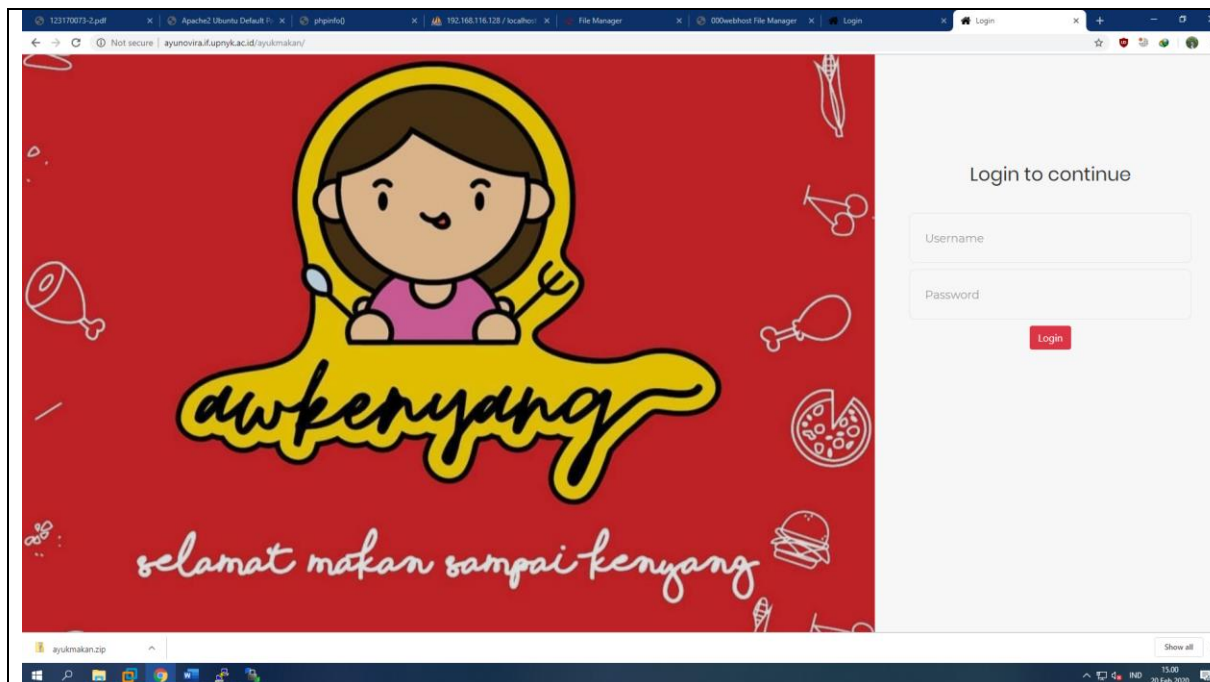 123170073-2.pdf
Apache2 Ubuntu Default Pa
phpinfo()
192.168.116.128 / localhost
File Manager
000webhost File Manager
Login
Login
Not secure | ayunovira.if.upnyk.ac.id/ayukmakan/
Login to continue
Username
Password
Login
awkenyang
selamat makan sampai kenyang
ayukmakan.zip
Show all
IND
15.00
20 Feb 2020